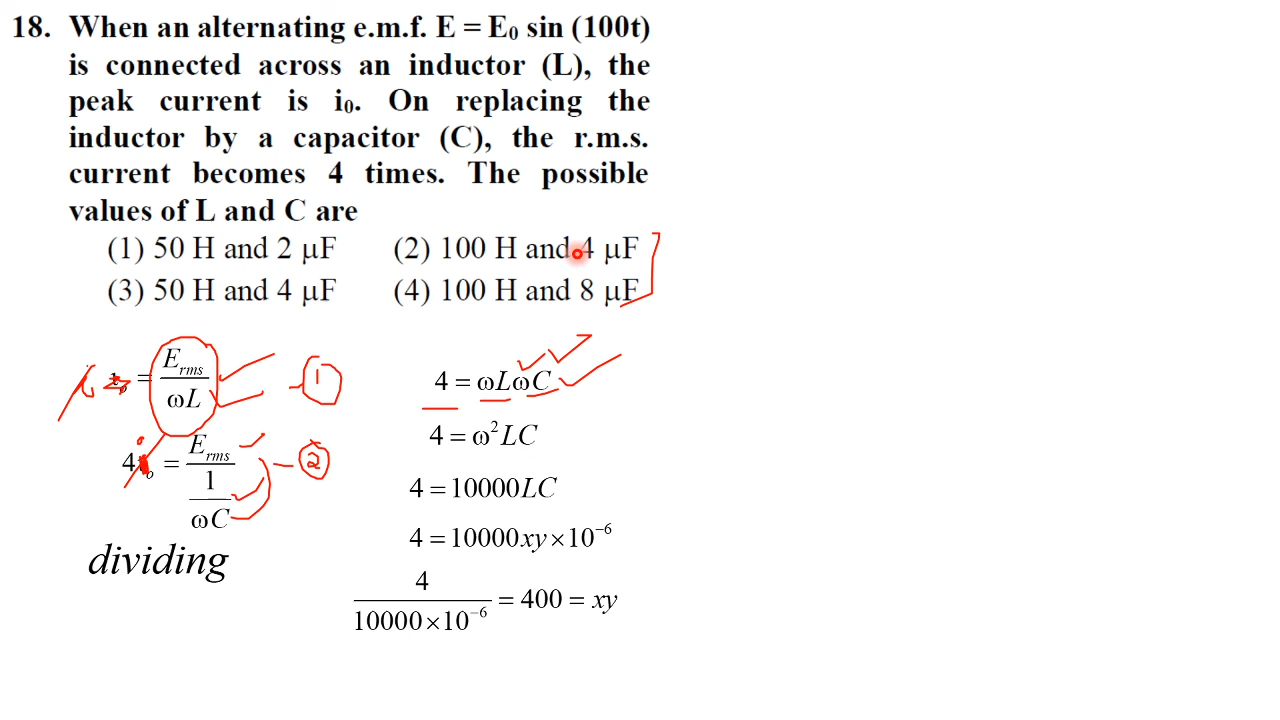 18. When an alternating e.m.f. E = E₀ sin (100t)
is connected across an inductor (L), the
peak current is i₀. On replacing the
inductor by a capacitor (C), the r.m.s.
current becomes 4 times. The possible
values of L and C are
(1) 50 H and 2 μF (2) 100 H and 4 μF
(3) 50 H and 4 μF (4) 100 H and 8 μF
i₀ = E_rms / ωL — ①
4i₀ = E_rms / (1 / ωC) — ②
dividing
4 = ωLωC
4 = ω²LC
4 = 10000LC
4 = 10000xy×10⁻⁶
4 / (10000×10⁻⁶) = 400 = xy